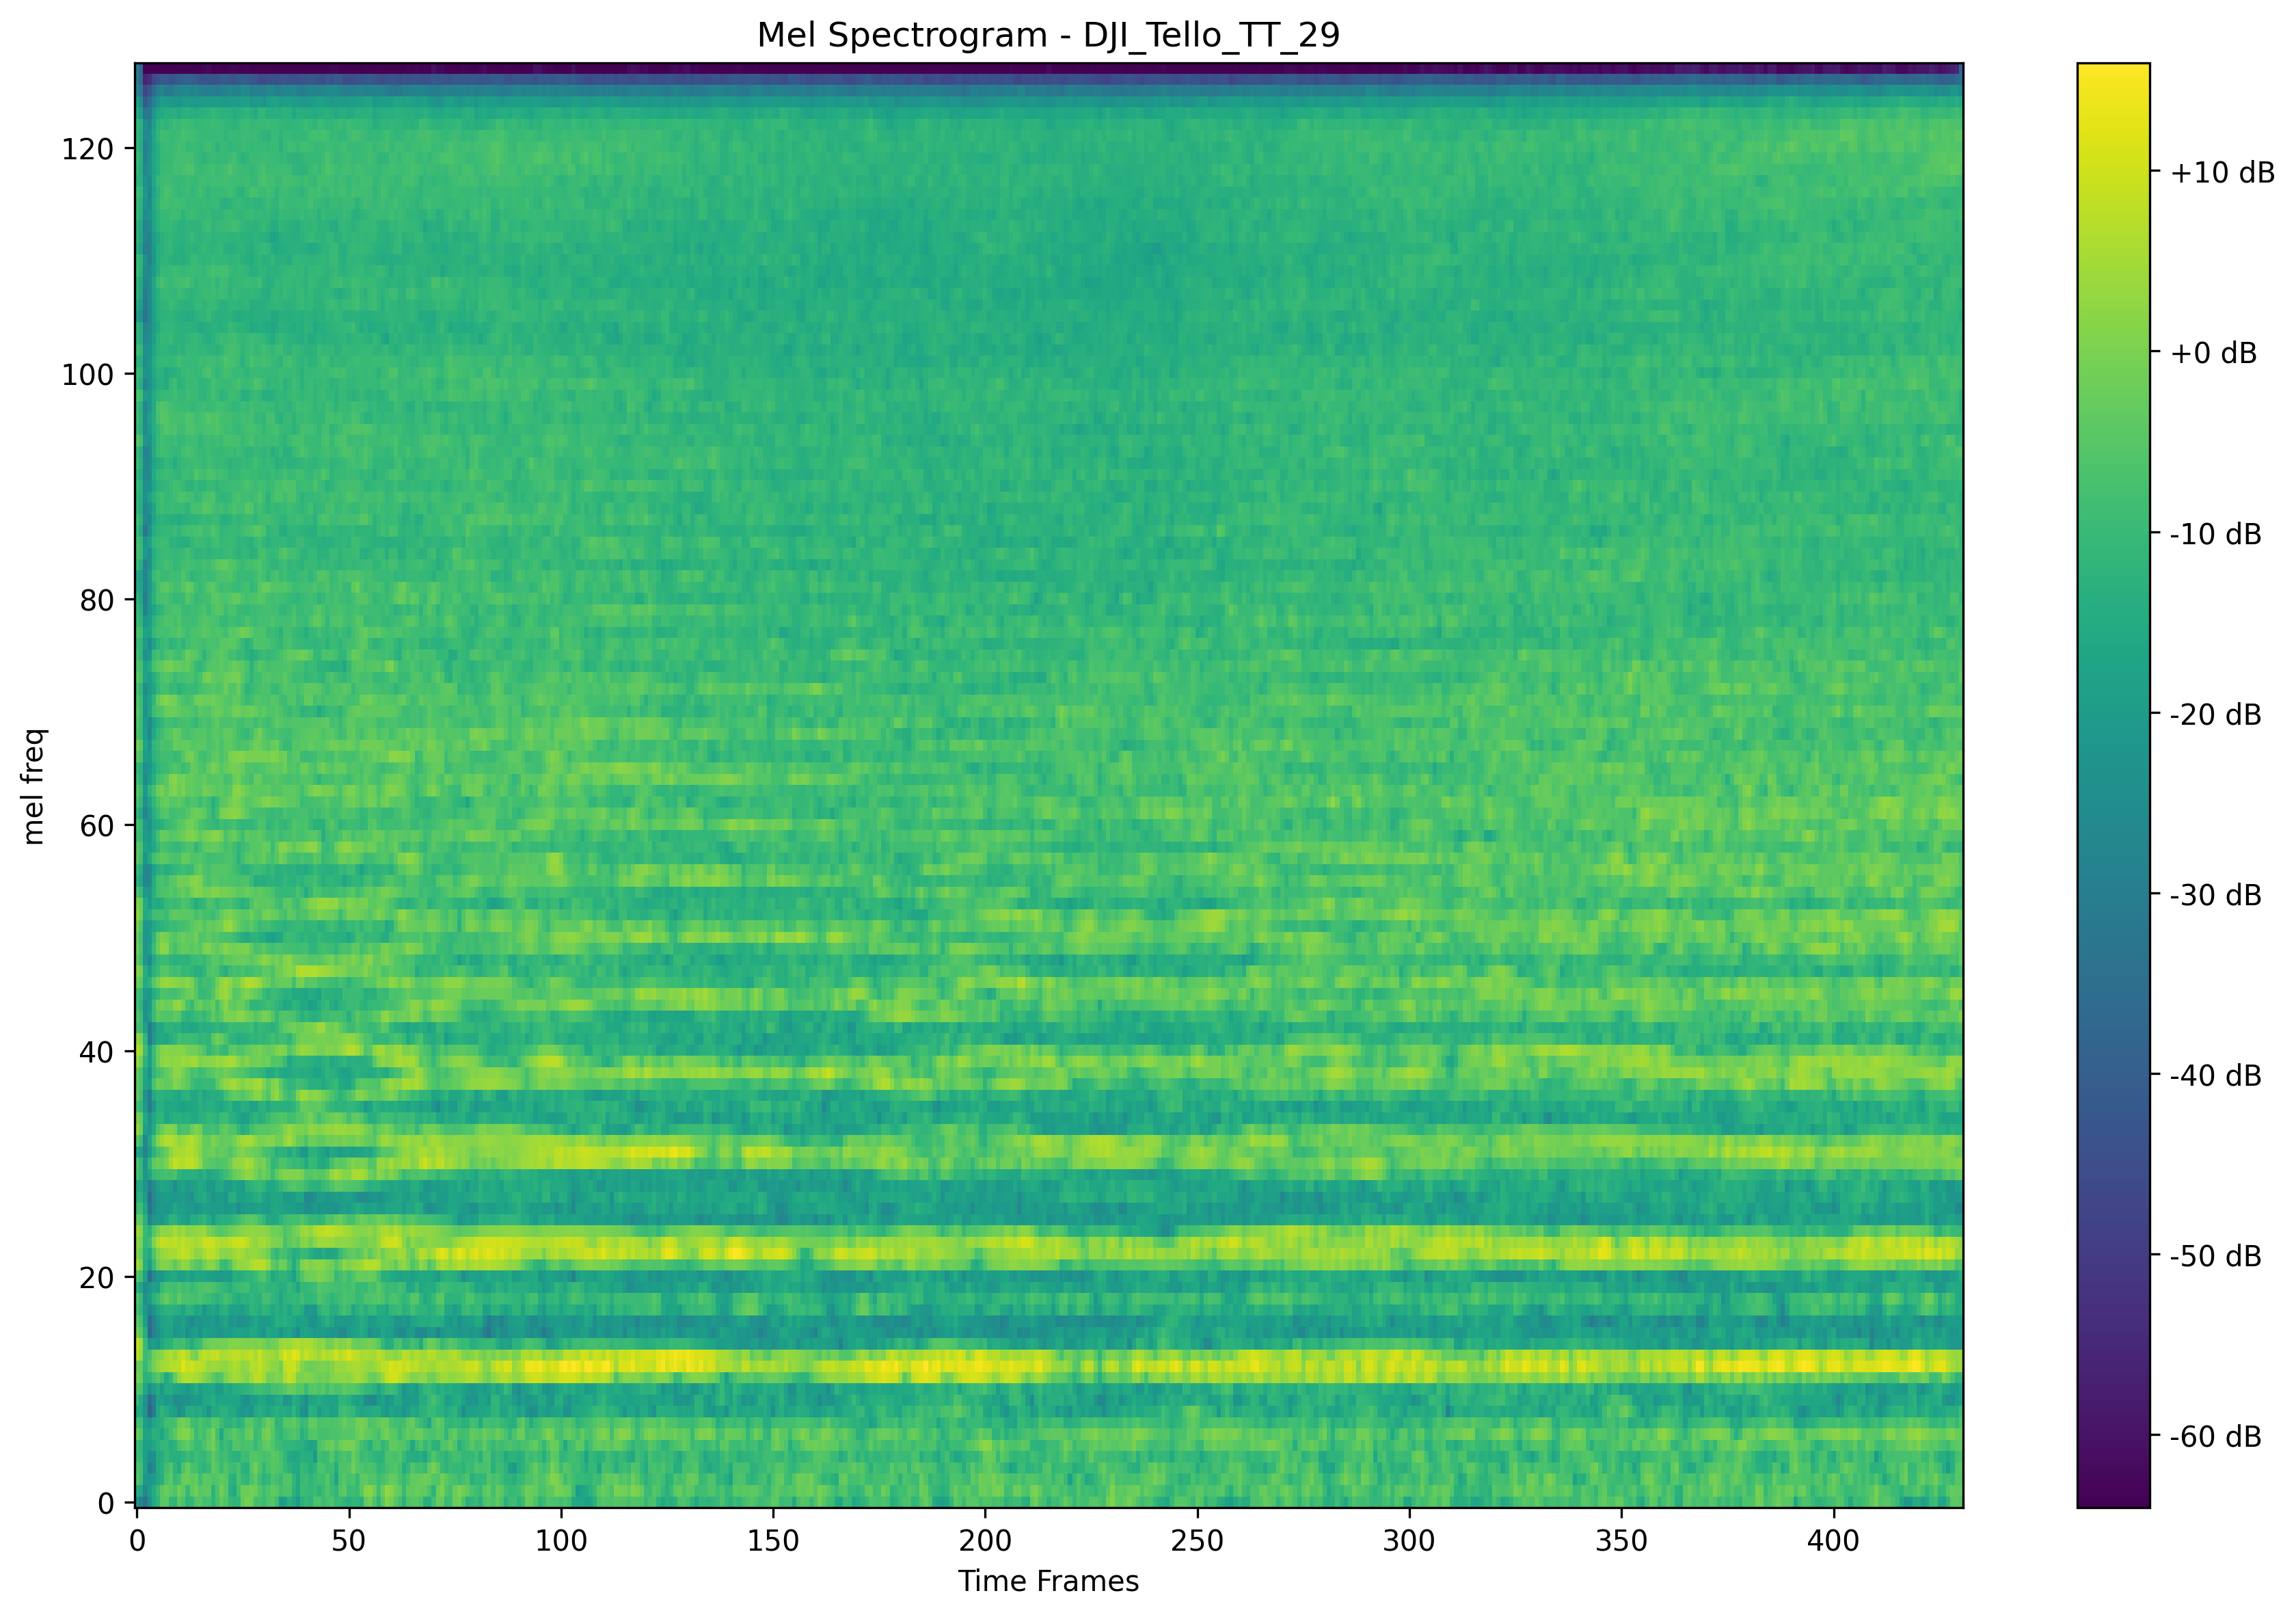 Mel Spectrogram - DJI_Tello_TT_29
120
100
80
60
40
20
0
mel freq
0 50 100 150 200 250 300 350 400
Time Frames
+10 dB
+0 dB
-10 dB
-20 dB
-30 dB
-40 dB
-50 dB
-60 dB